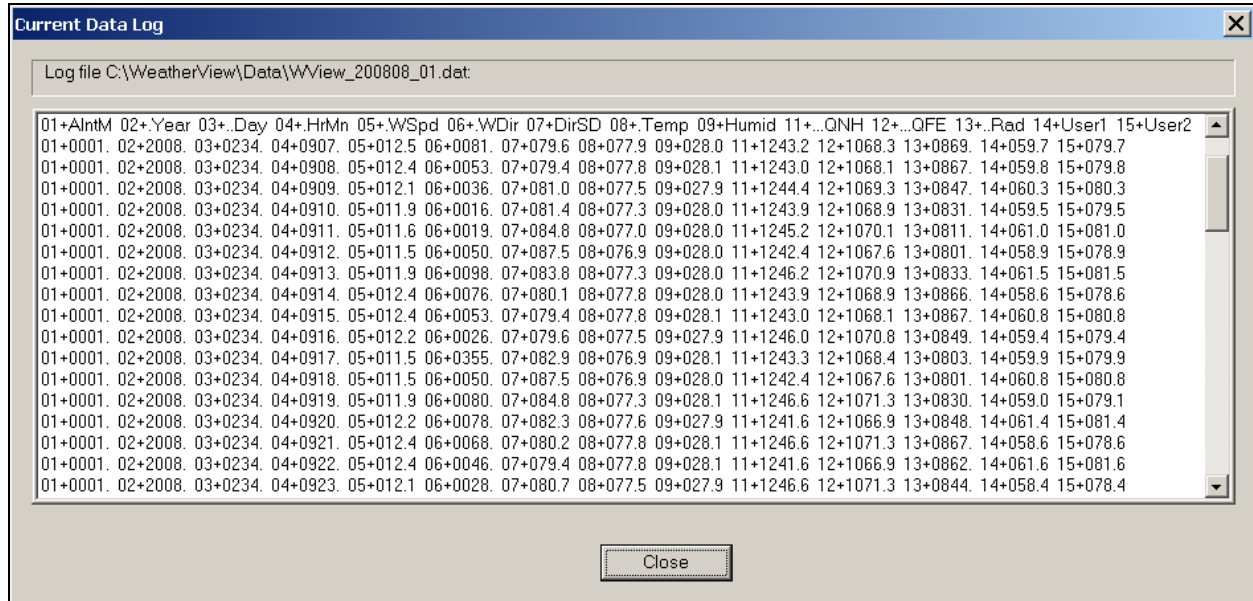 Current Data Log
Log file C:\WeatherView\Data\WView_200808_01.dat:
01+AIntM 02+.Year 03+..Day 04+.HrMn 05+.WSpd 06+.WDir 07+DirSD 08+.Temp 09+Humid 11+...QNH 12+...QFE 13+..Rad 14+User1 15+User2
01+0001. 02+2008. 03+0234. 04+0907. 05+012.5 06+0081. 07+079.6 08+077.9 09+028.0 11+1243.2 12+1068.3 13+0869. 14+059.7 15+079.7
01+0001. 02+2008. 03+0234. 04+0908. 05+012.4 06+0053. 07+079.4 08+077.8 09+028.1 11+1243.0 12+1068.1 13+0867. 14+059.8 15+079.8
01+0001. 02+2008. 03+0234. 04+0909. 05+012.1 06+0036. 07+081.0 08+077.5 09+027.9 11+1244.4 12+1069.3 13+0847. 14+060.3 15+080.3
01+0001. 02+2008. 03+0234. 04+0910. 05+011.9 06+0016. 07+081.4 08+077.3 09+028.0 11+1243.9 12+1068.9 13+0831. 14+059.5 15+079.5
01+0001. 02+2008. 03+0234. 04+0911. 05+011.6 06+0019. 07+084.8 08+077.0 09+028.0 11+1245.2 12+1070.1 13+0811. 14+061.0 15+081.0
01+0001. 02+2008. 03+0234. 04+0912. 05+011.5 06+0050. 07+087.5 08+076.9 09+028.0 11+1242.4 12+1067.6 13+0801. 14+058.9 15+078.9
01+0001. 02+2008. 03+0234. 04+0913. 05+011.9 06+0098. 07+083.8 08+077.3 09+028.0 11+1246.2 12+1070.9 13+0833. 14+061.5 15+081.5
01+0001. 02+2008. 03+0234. 04+0914. 05+012.4 06+0076. 07+080.1 08+077.8 09+028.0 11+1243.9 12+1068.9 13+0866. 14+058.6 15+078.6
01+0001. 02+2008. 03+0234. 04+0915. 05+012.4 06+0053. 07+079.4 08+077.8 09+028.1 11+1243.0 12+1068.1 13+0867. 14+060.8 15+080.8
01+0001. 02+2008. 03+0234. 04+0916. 05+012.2 06+0026. 07+079.6 08+077.5 09+027.9 11+1246.0 12+1070.8 13+0849. 14+059.4 15+079.4
01+0001. 02+2008. 03+0234. 04+0917. 05+011.5 06+0355. 07+082.9 08+076.9 09+028.1 11+1243.3 12+1068.4 13+0803. 14+059.9 15+079.9
01+0001. 02+2008. 03+0234. 04+0918. 05+011.5 06+0050. 07+087.5 08+076.9 09+028.0 11+1242.4 12+1067.6 13+0801. 14+060.8 15+080.8
01+0001. 02+2008. 03+0234. 04+0919. 05+011.9 06+0080. 07+084.8 08+077.3 09+028.1 11+1246.6 12+1071.3 13+0830. 14+059.0 15+079.1
01+0001. 02+2008. 03+0234. 04+0920. 05+012.2 06+0078. 07+082.3 08+077.6 09+027.9 11+1241.6 12+1066.9 13+0848. 14+061.4 15+081.4
01+0001. 02+2008. 03+0234. 04+0921. 05+012.4 06+0068. 07+080.2 08+077.8 09+028.1 11+1246.6 12+1071.3 13+0867. 14+058.6 15+078.6
01+0001. 02+2008. 03+0234. 04+0922. 05+012.4 06+0046. 07+079.4 08+077.8 09+028.1 11+1241.6 12+1066.9 13+0862. 14+061.6 15+081.6
01+0001. 02+2008. 03+0234. 04+0923. 05+012.1 06+0028. 07+080.7 08+077.5 09+027.9 11+1246.6 12+1071.3 13+0844. 14+058.4 15+078.4
Close